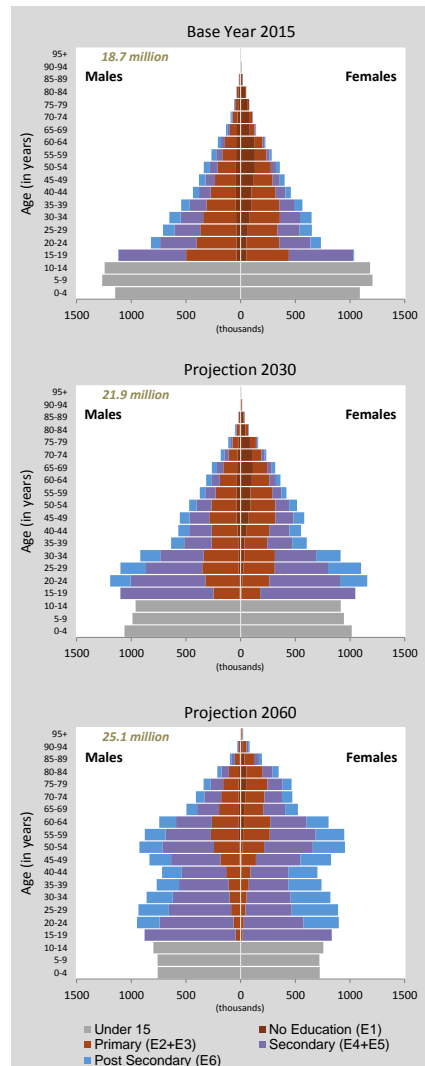 Base Year 2015
18.7 million
Males
Females
Age (in years)
95+
90-94
85-89
80-84
75-79
70-74
65-69
60-64
55-59
50-54
45-49
40-44
35-39
30-34
25-29
20-24
15-19
10-14
5-9
0-4
1500 1000 500 0 500 1000 1500
(thousands)
Projection 2030
21.9 million
Males
Females
Age (in years)
95+
90-94
85-89
80-84
75-79
70-74
65-69
60-64
55-59
50-54
45-49
40-44
35-39
30-34
25-29
20-24
15-19
10-14
5-9
0-4
1500 1000 500 0 500 1000 1500
(thousands)
Projection 2060
25.1 million
Males
Females
Age (in years)
95+
90-94
85-89
80-84
75-79
70-74
65-69
60-64
55-59
50-54
45-49
40-44
35-39
30-34
25-29
20-24
15-19
10-14
5-9
0-4
1500 1000 500 0 500 1000 1500
(thousands)
Under 15 No Education (E1)
Primary (E2+E3) Secondary (E4+E5)
Post Secondary (E6)